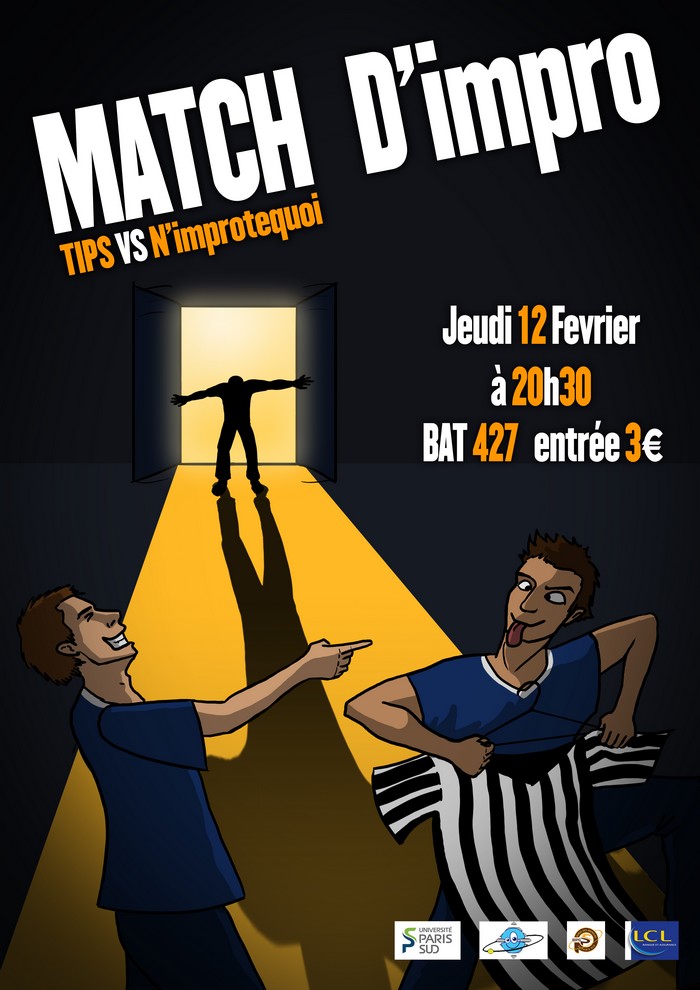 MATCH D'impro
TIPS VS N'improtequoi
Jeudi 12 Fevrier
à 20h30
BAT 427 entrée 3€
UNIVERSITÉ
PARIS
SUD
LCL